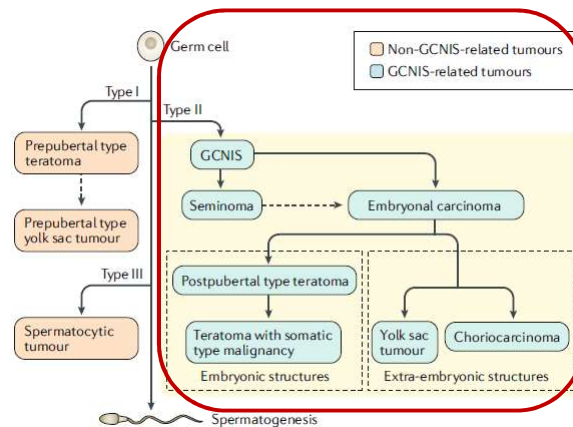 Germ cell
Non-GCNIS-related tumours
GCNIS-related tumours
Type I
Type II
Prepubertal type
teratoma
GCNIS
Seminoma
Embryonal carcinoma
Prepubertal type
yolk sac tumour
Type III
Postpubertal type teratoma
Spermatocytic
tumour
Teratoma with somatic
type malignancy
Yolk sac
tumour
Choriocarcinoma
Embryonic structures
Extra-embryonic structures
Spermatogenesis